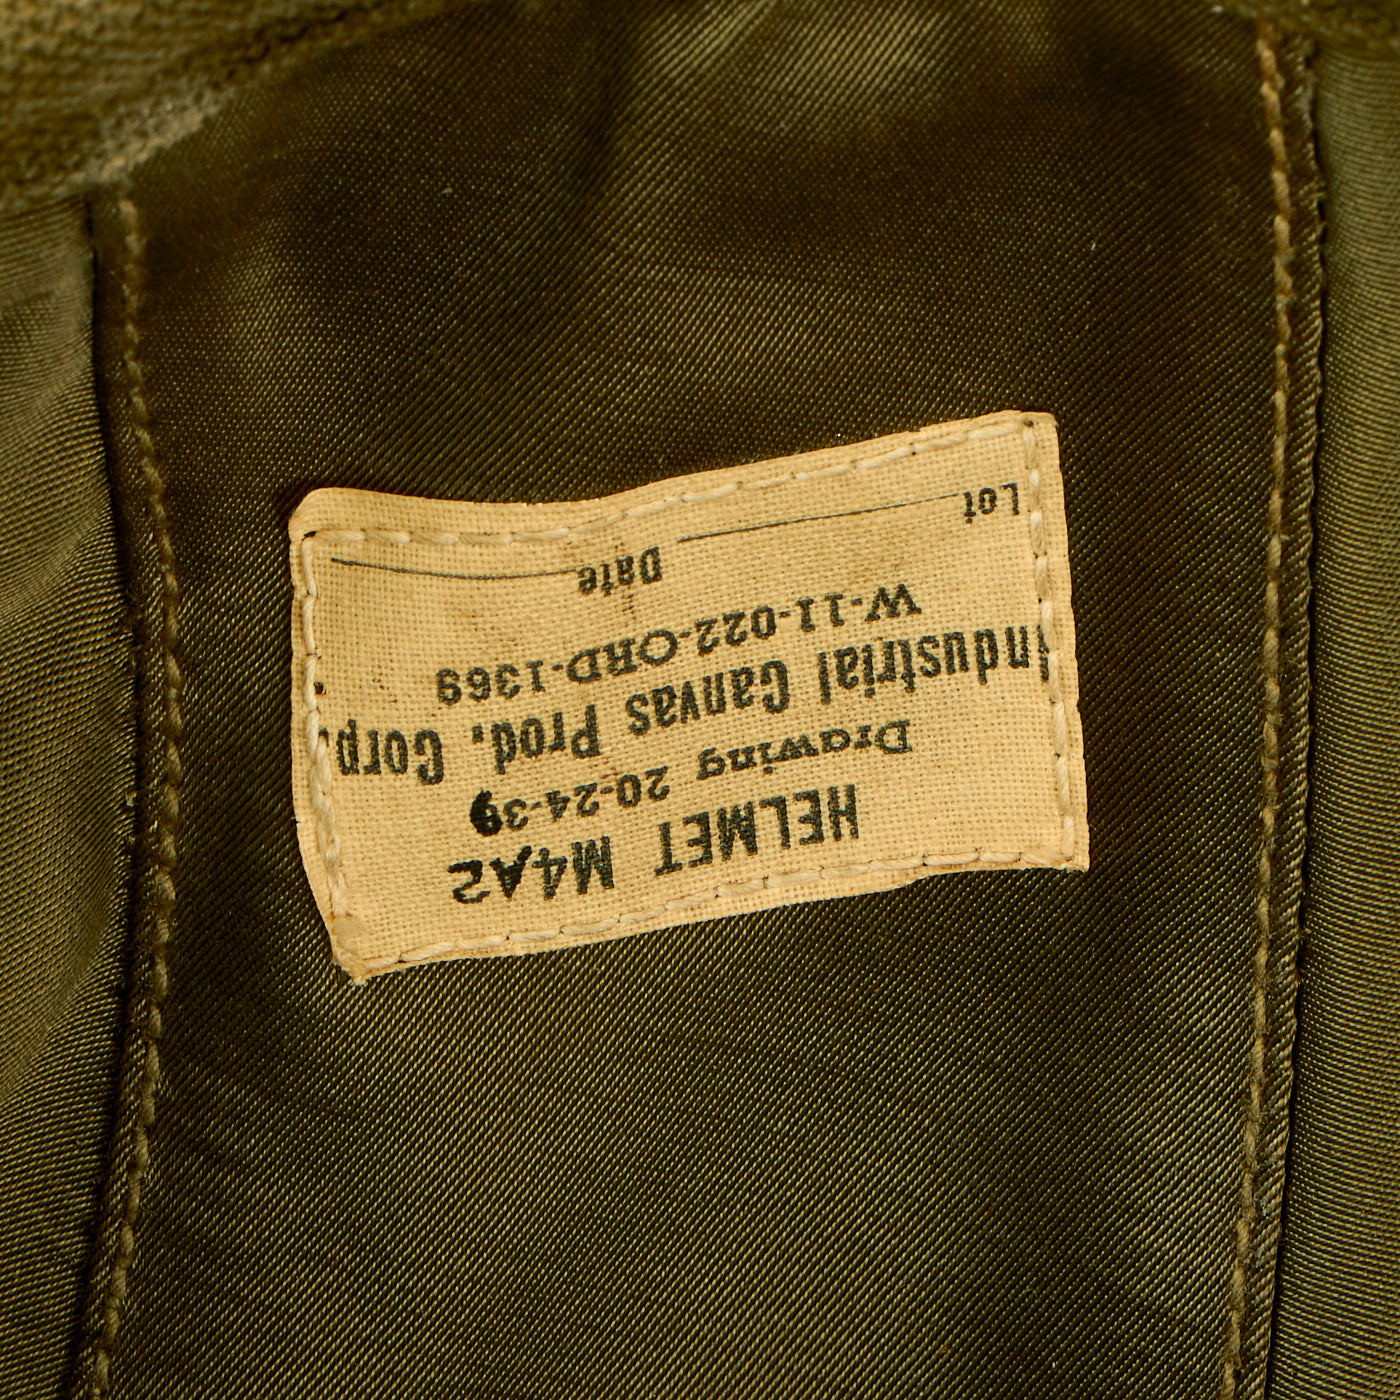 HELMET M4A2
Drawing 20-24-39
Industrial Canvas Prod. Corp.
W-11-022-ORD-1369
Lot Date